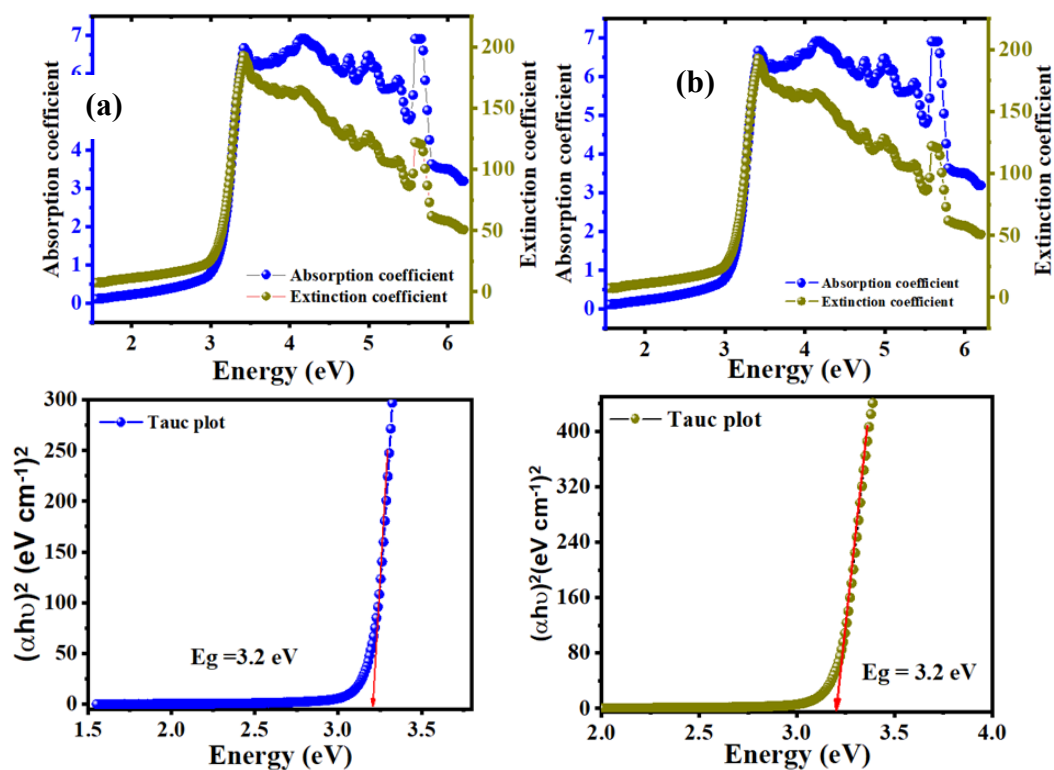 (a)
Absorption coefficient
7
6
4
3
2
1
0
200
150
100
50
0
Extinction coefficient
Absorption coefficient
Extinction coefficient
2 3 4 5 6
Energy (eV)
(b)
Absorption coefficient
7
6
5
4
3
2
1
0
200
150
100
50
0
Extinction coefficient
Absorption coefficient
Extinction coefficient
2 3 4 5 6
Energy (eV)
(αhυ)² (eV cm⁻¹)²
300
250
200
150
100
50
0
Tauc plot
Eg =3.2 eV
1.5 2.0 2.5 3.0 3.5
Energy (eV)
(αhυ)²(eV cm⁻¹)²
400
320
240
160
80
0
Tauc plot
Eg = 3.2 eV
2.0 2.5 3.0 3.5 4.0
Energy (eV)